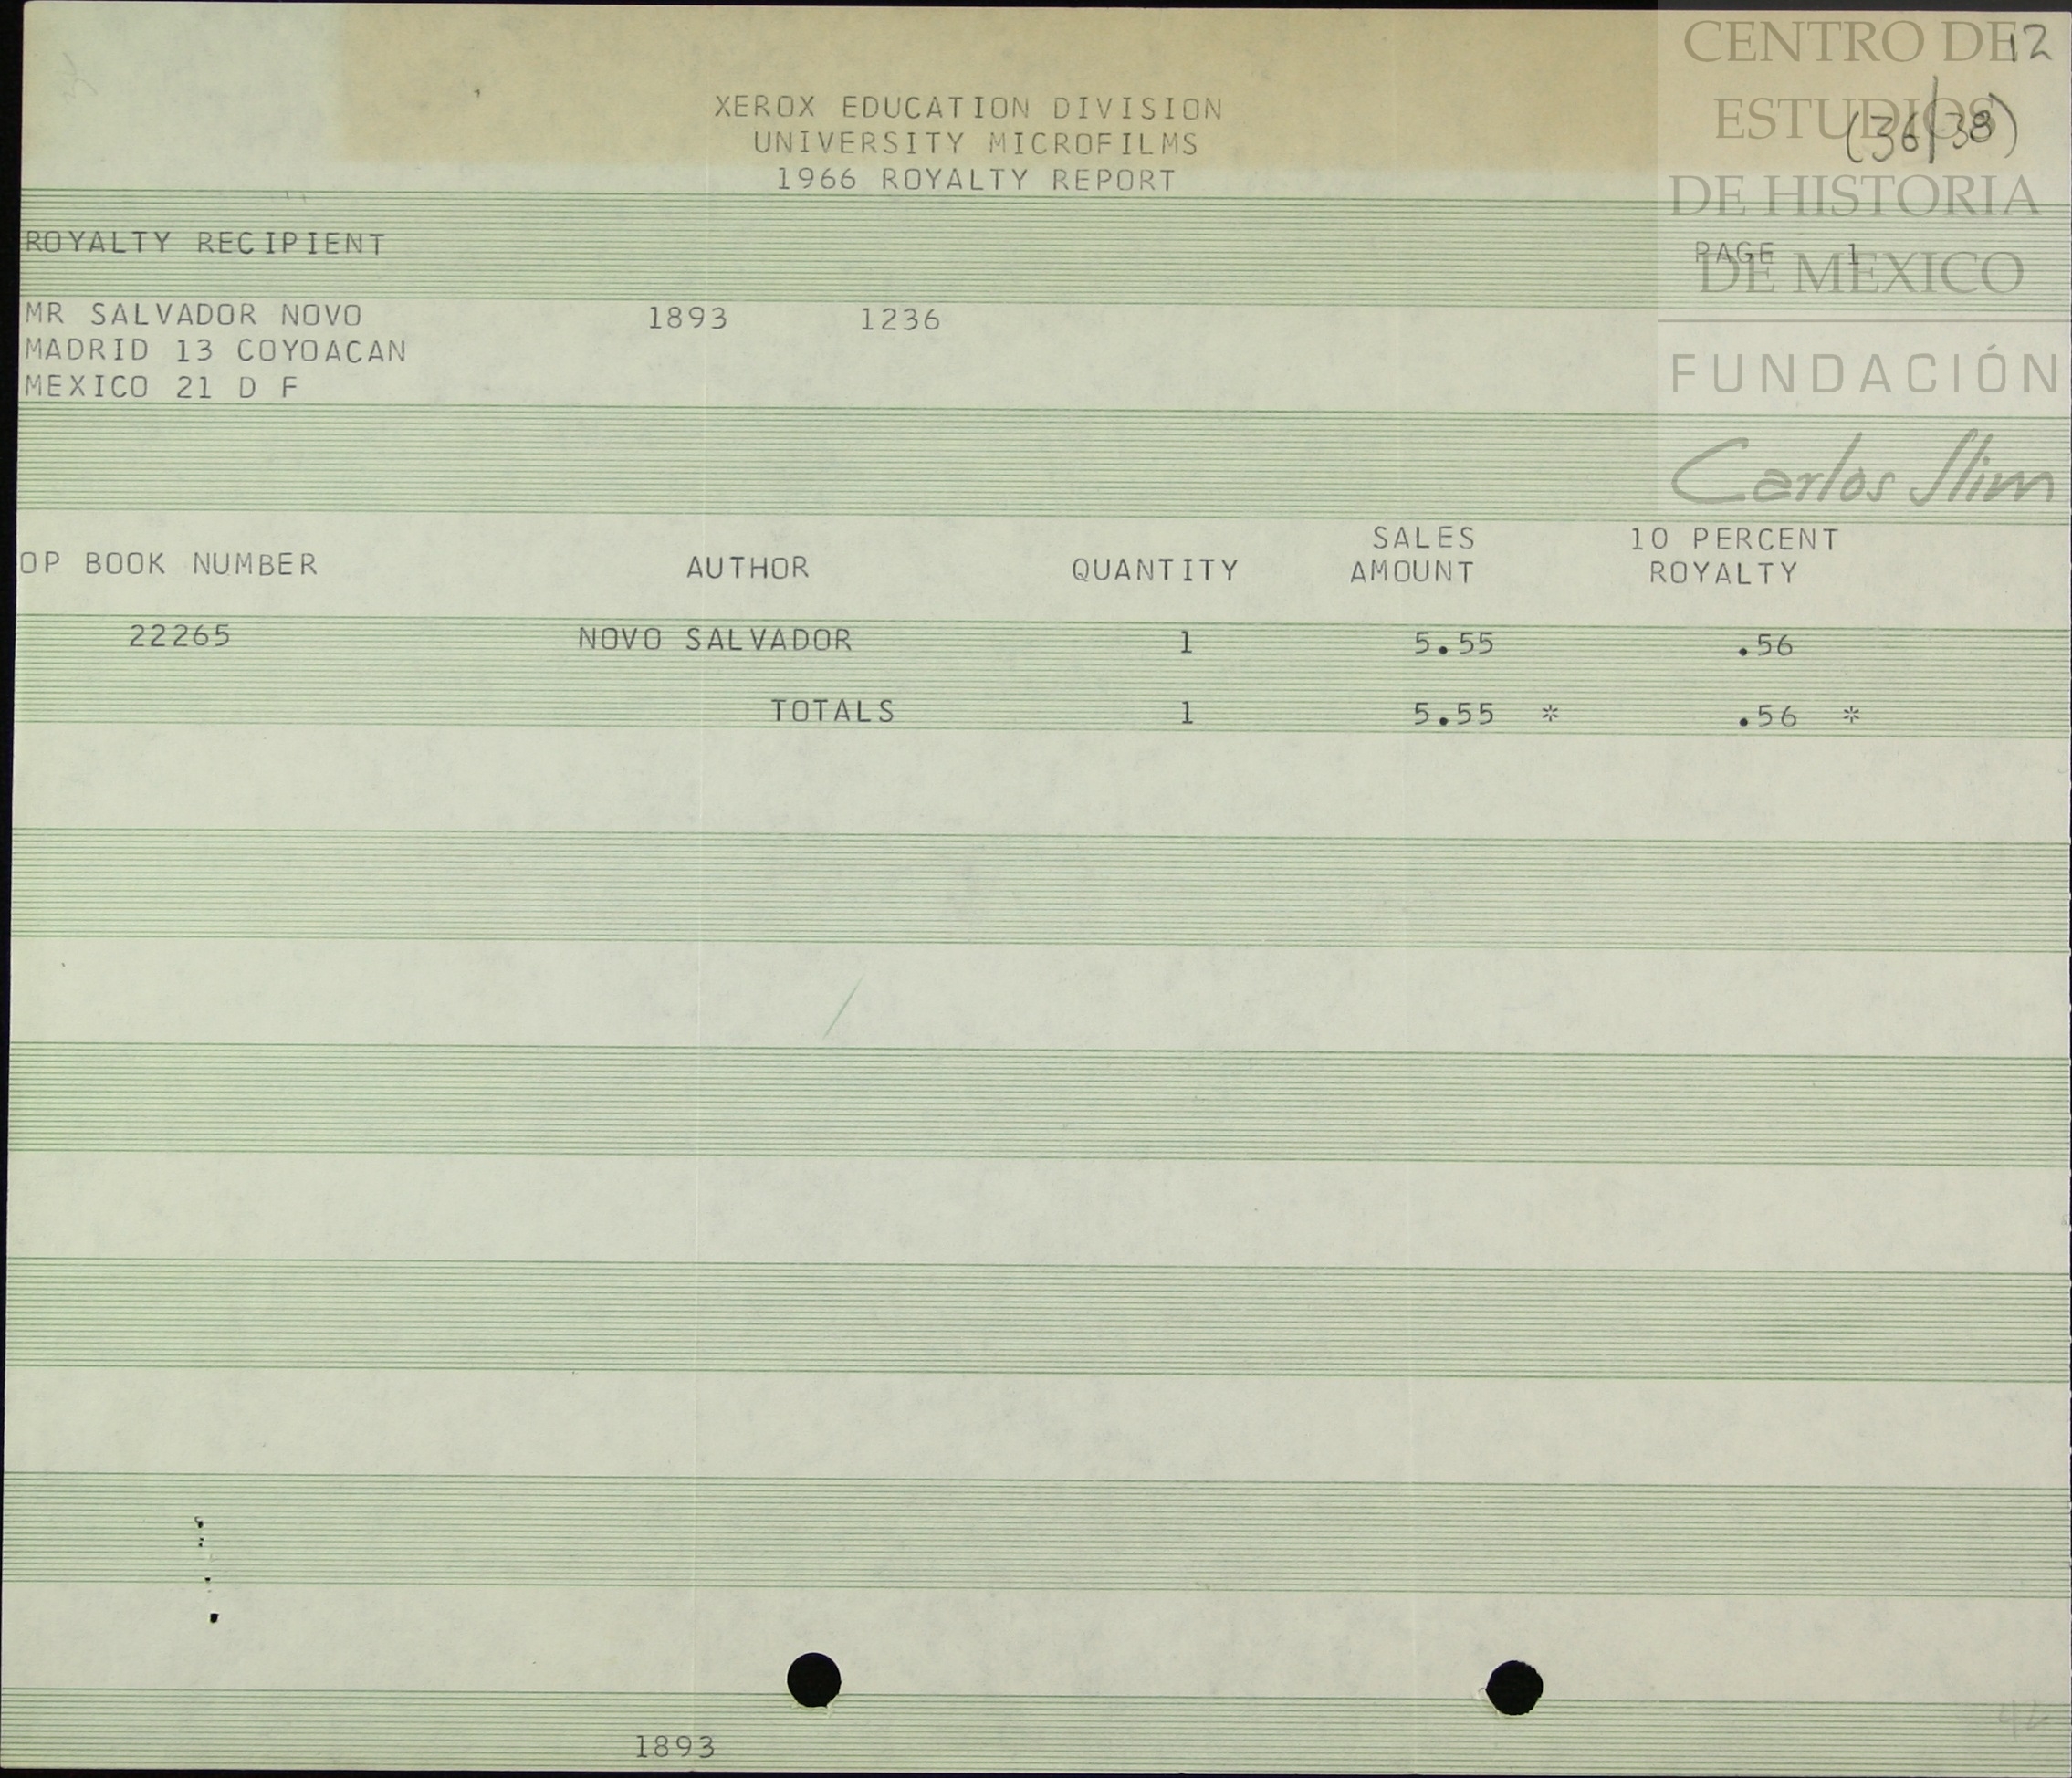 CENTRO DE
ESTUDIOS
DE HISTORIA
DE MÉXICO
FUNDACIÓN
Carlos Slim
12
(36/38)
XEROX EDUCATION DIVISION
UNIVERSITY MICROFILMS
1966 ROYALTY REPORT
ROYALTY RECIPIENT PAGE 1
MR SALVADOR NOVO 1893 1236
MADRID 13 COYOACAN
MEXICO 21 D F
SALES 10 PERCENT
OP BOOK NUMBER AUTHOR QUANTITY AMOUNT ROYALTY
22265 NOVO SALVADOR 1 5.55 .56
TOTALS 1 5.55 * .56 *
1893